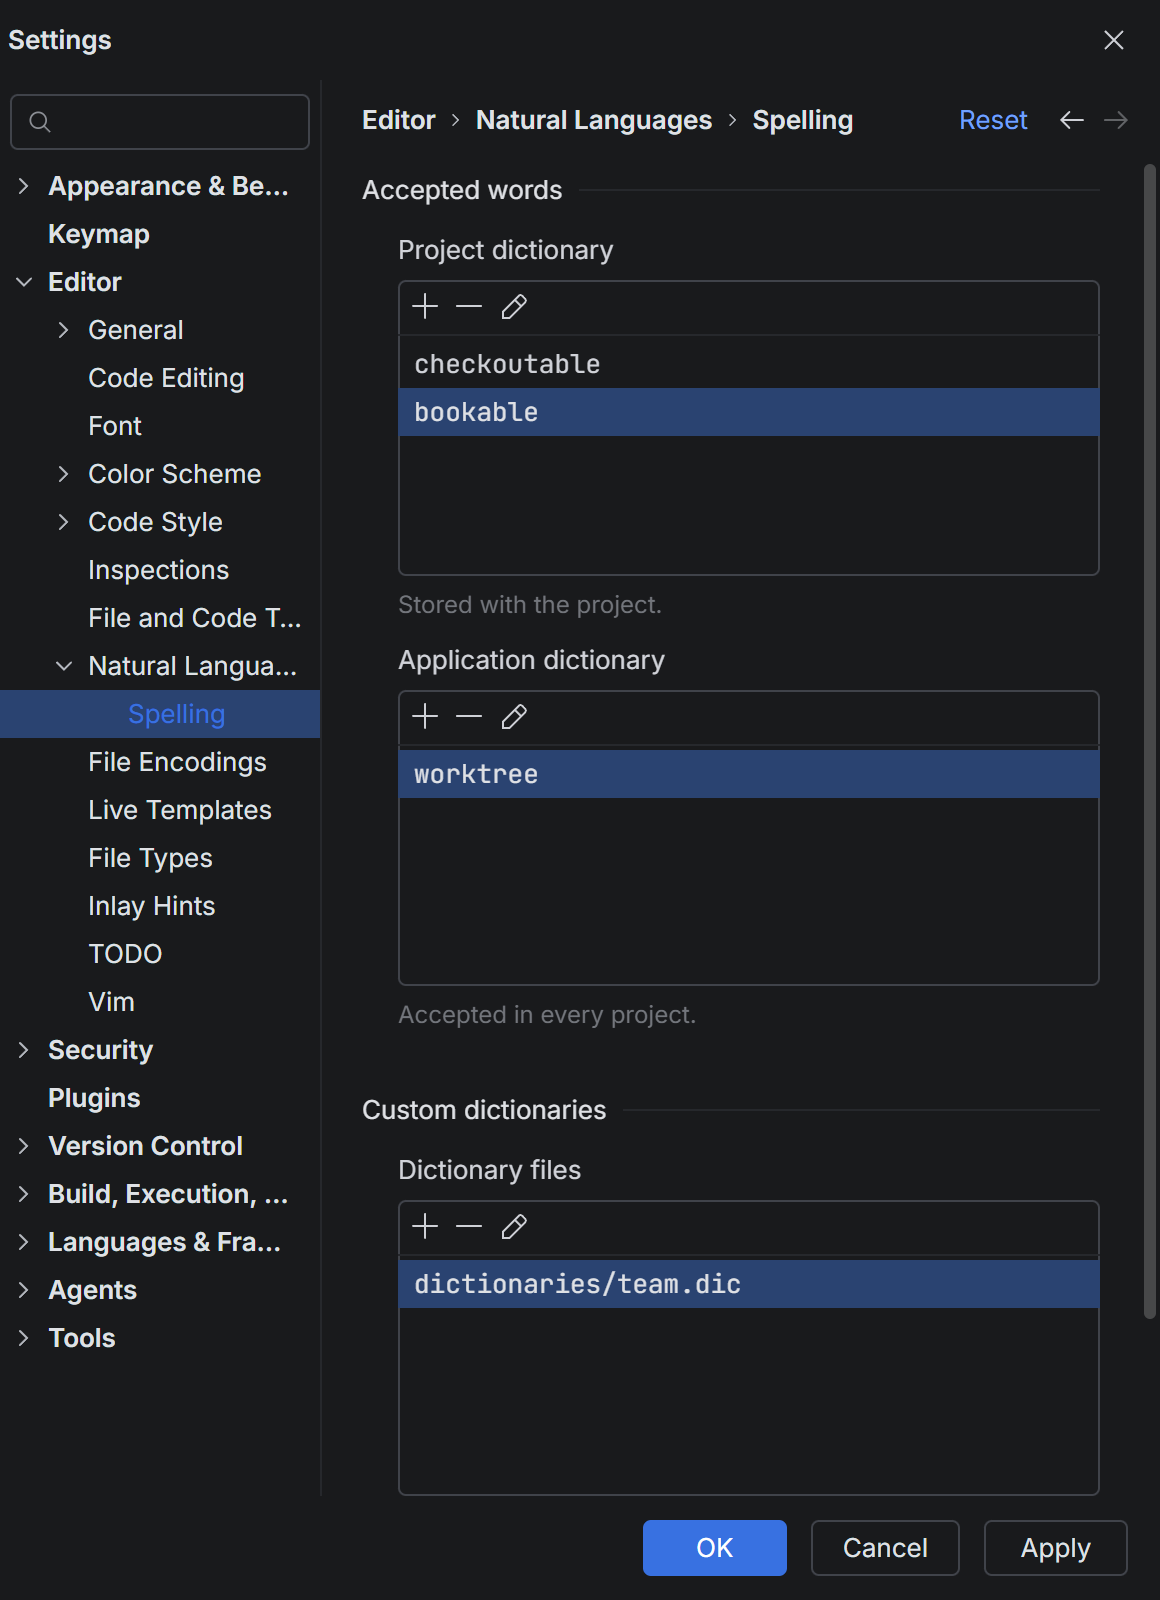 Settings
Appearance & Be...
Keymap
Editor
General
Code Editing
Font
Color Scheme
Code Style
Inspections
File and Code T...
Natural Langua...
Spelling
File Encodings
Live Templates
File Types
Inlay Hints
TODO
Vim
Security
Plugins
Version Control
Build, Execution, ...
Languages & Fra...
Agents
Tools
Editor › Natural Languages › Spelling Reset
Accepted words
Project dictionary
checkoutable
bookable
Stored with the project.
Application dictionary
worktree
Accepted in every project.
Custom dictionaries
Dictionary files
dictionaries/team.dic
OK Cancel Apply